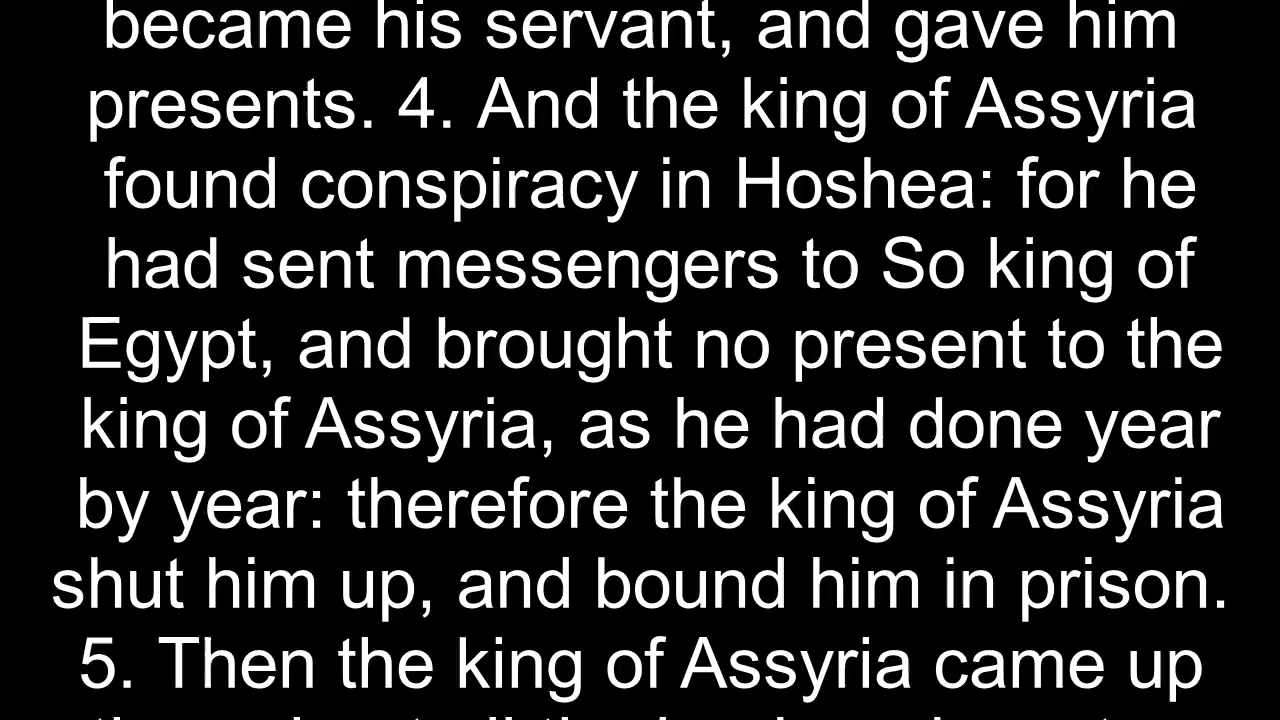 became his servant, and gave him
presents. 4. And the king of Assyria
found conspiracy in Hoshea: for he
had sent messengers to So king of
Egypt, and brought no present to the
king of Assyria, as he had done year
by year: therefore the king of Assyria
shut him up, and bound him in prison.
5. Then the king of Assyria came up